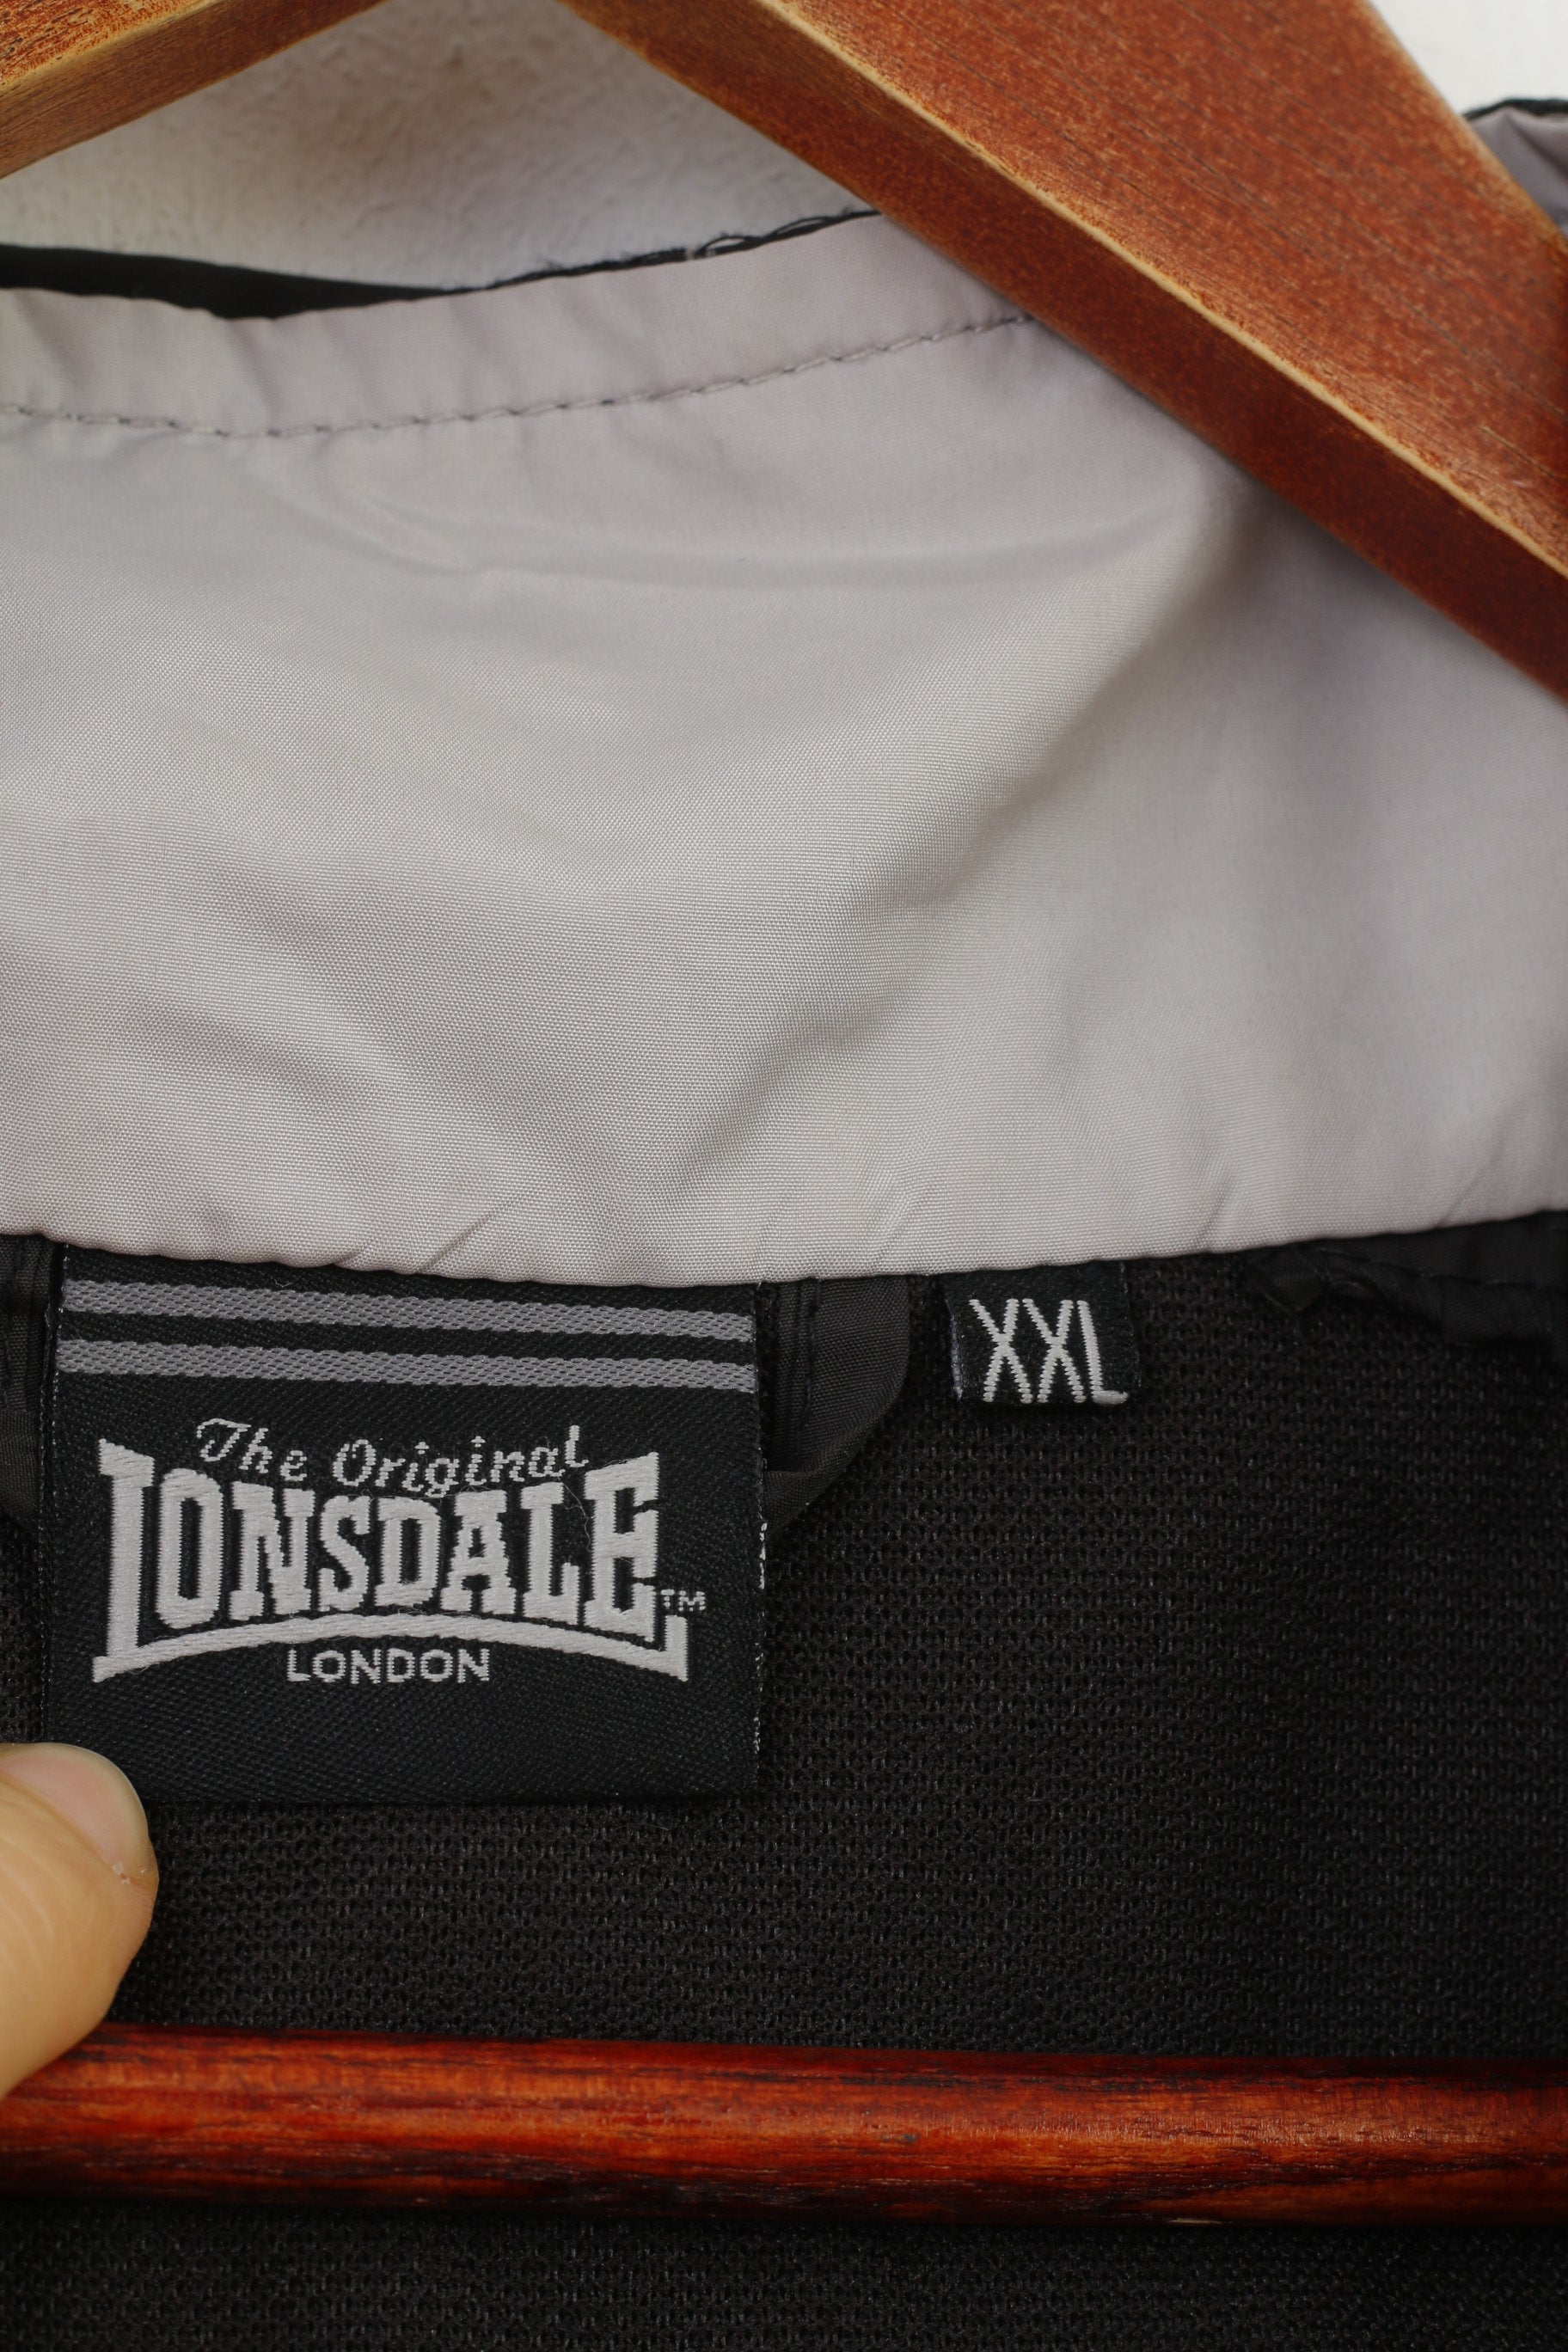 The Original
LONSDALE™
LONDON
XXL